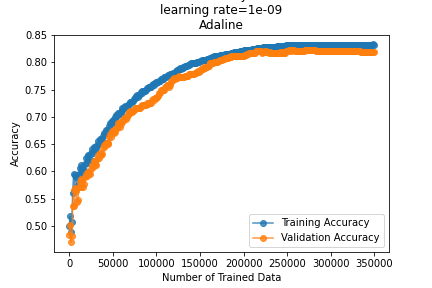 learning rate=1e-09
Adaline
0.85
0.80
0.75
0.70
0.65
0.60
0.55
0.50
Accuracy
Training Accuracy
Validation Accuracy
0 50000 100000 150000 200000 250000 300000 350000
Number of Trained Data